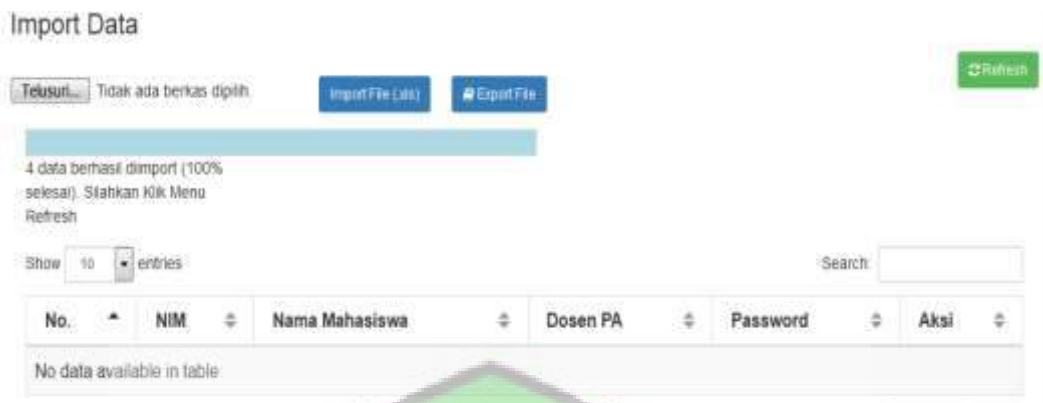 Import Data
Refresh
Telusuri... Tidak ada berkas dipilih. Import File (.xls) Export File
4 data berhasil dimport (100%
selesai). Silahkan Klik Menu
Refresh
Show 10 entries Search:
No. NIM Nama Mahasiswa Dosen PA Password Aksi
No data available in table